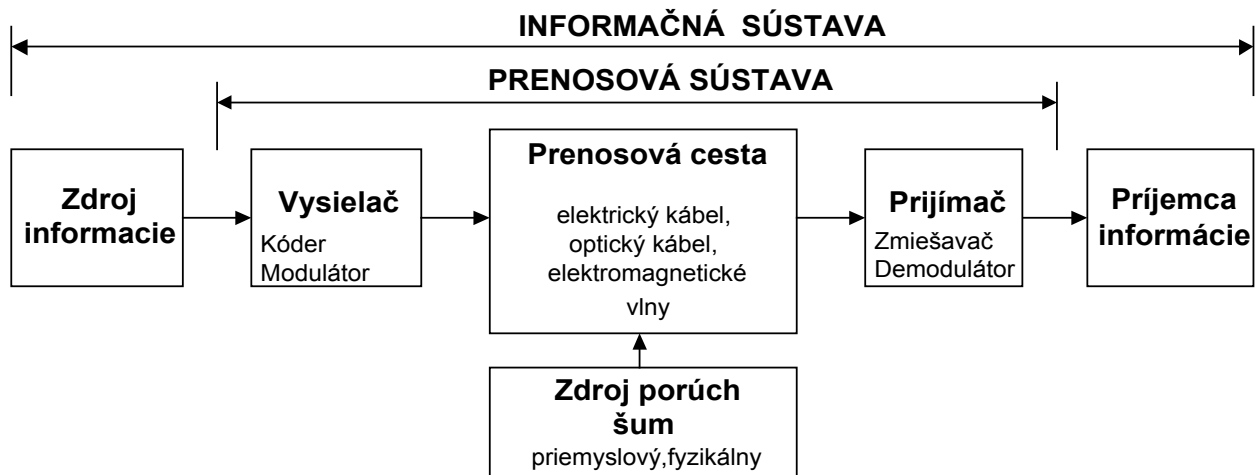 INFORMAČNÁ  SÚSTAVA
PRENOSOVÁ SÚSTAVA
Zdroj
informacie
Vysielač
Kóder
Modulátor
Prenosová cesta
elektrický kábel,
optický kábel,
elektromagnetické
vlny
Prijímač
Zmiešavač
Demodulátor
Príjemca
informácie
Zdroj porúch
šum
priemyslový,fyzikálny